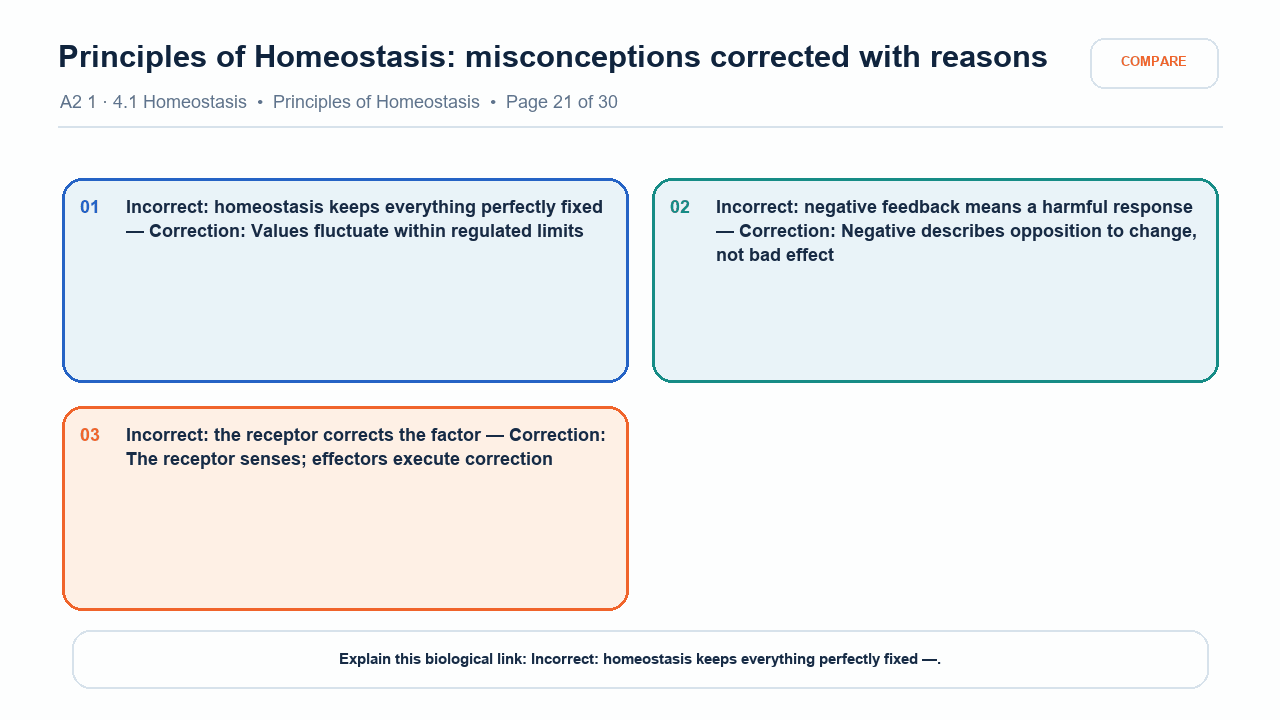 Principles of Homeostasis: misconceptions corrected with reasons
COMPARE
A2 1 · 4.1 Homeostasis • Principles of Homeostasis • Page 21 of 30
01
Incorrect: homeostasis keeps everything perfectly fixed
— Correction: Values fluctuate within regulated limits
02
Incorrect: negative feedback means a harmful response
— Correction: Negative describes opposition to change,
not bad effect
03
Incorrect: the receptor corrects the factor — Correction:
The receptor senses; effectors execute correction
Explain this biological link: Incorrect: homeostasis keeps everything perfectly fixed —.